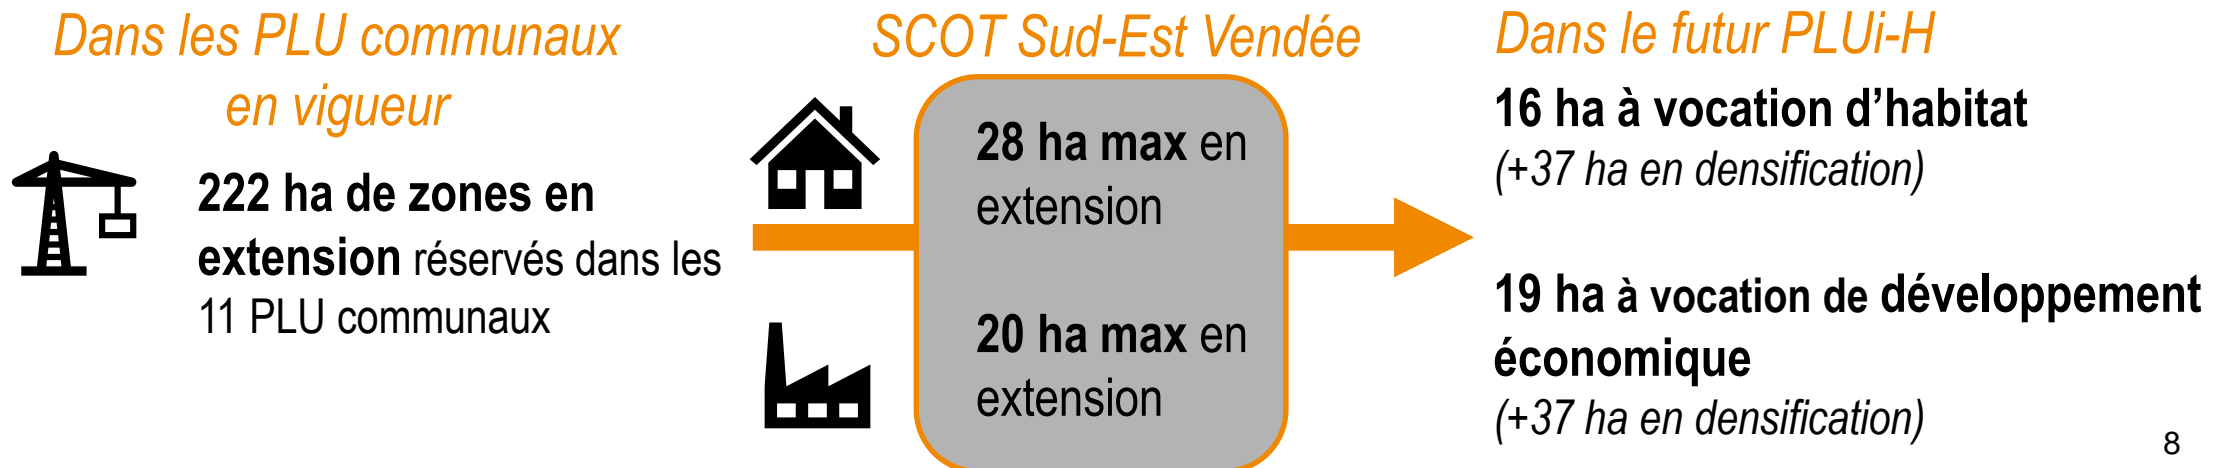 Dans les PLU communaux
en vigueur
222 ha de zones en
extension réservés dans les
11 PLU communaux
SCOT Sud-Est Vendée
28 ha max en
extension
20 ha max en
extension
Dans le futur PLUi-H
16 ha à vocation d’habitat
(+37 ha en densification)
19 ha à vocation de développement
économique
(+37 ha en densification)
8